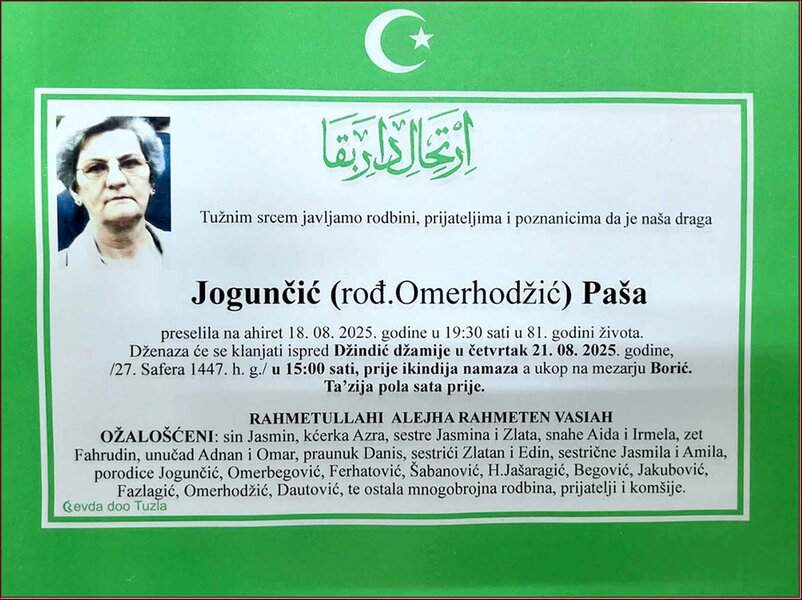 اِرْتِحَالِ دَارِ بَقَا
Tužnim srcem javljamo rodbini, prijateljima i poznanicima da je naša draga
Jogunčić (rođ.Omerhodžić) Paša
preselila na ahiret 18. 08. 2025. godine u 19:30 sati u 81. godini života.
Dženaza će se klanjati ispred Džindić džamije u četvrtak 21. 08. 2025. godine,
/27. Safera 1447. h. g./ u 15:00 sati, prije ikindija namaza a ukop na mezarju Borić.
Ta’zija pola sata prije.
RAHMETULLAHI ALEJHA RAHMETEN VASIAH
OŽALOŠĆENI: sin Jasmin, kćerka Azra, sestre Jasmina i Zlata, snahe Aida i Irmela, zet
Fahrudin, unučad Adnan i Omar, praunuk Danis, sestrići Zlatan i Edin, sestrične Jasmila i Amila,
porodice Jogunčić, Omerbegović, Ferhatović, Šabanović, H.Jašaragić, Begović, Jakubović,
Fazlagić, Omerhodžić, Dautović, te ostala mnogobrojna rodbina, prijatelji i komšije.
Revda doo Tuzla